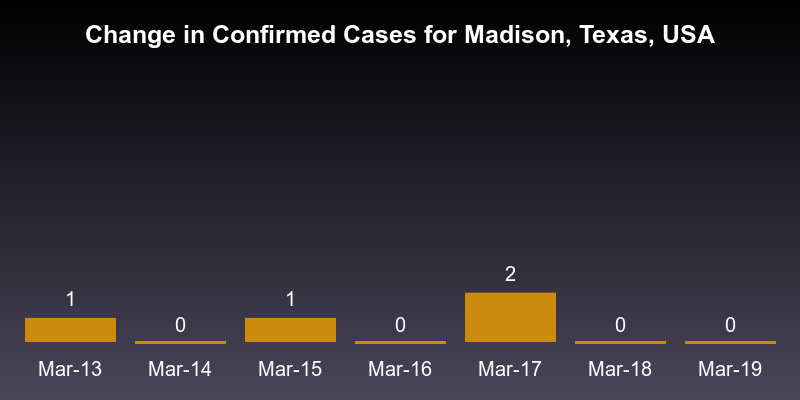 Change in Confirmed Cases for Madison, Texas, USA
1 0 1 0 2 0 0
Mar-13 Mar-14 Mar-15 Mar-16 Mar-17 Mar-18 Mar-19